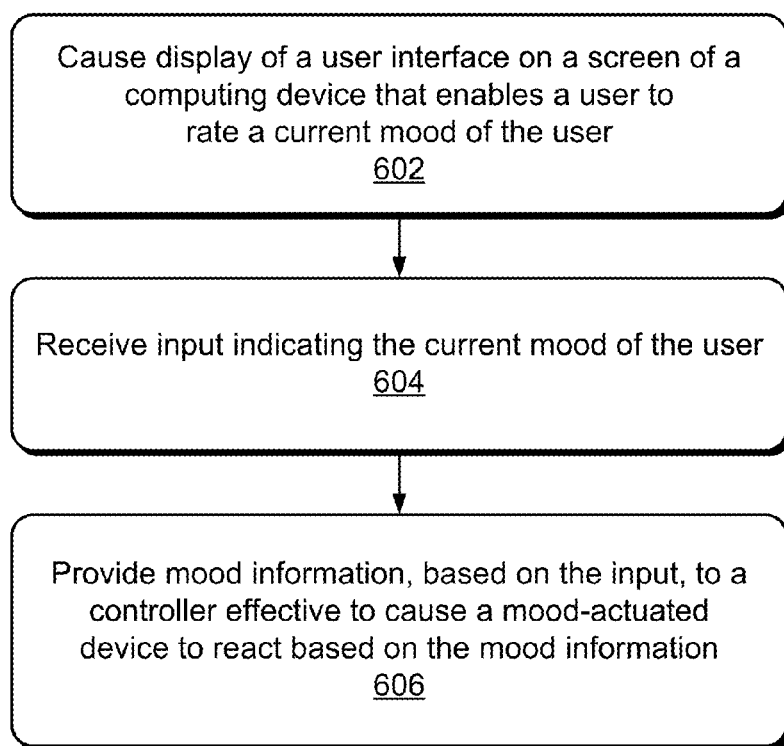 Cause display of a user interface on a screen of a
computing device that enables a user to
rate a current mood of the user
602
Receive input indicating the current mood of the user
604
Provide mood information, based on the input, to a
controller effective to cause a mood-actuated
device to react based on the mood information
606